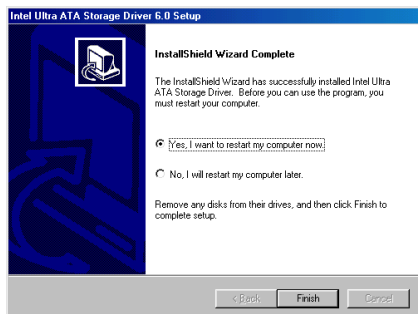 Intel Ultra ATA Storage Driver 6.0 Setup
InstallShield Wizard Complete
The InstallShield Wizard has successfully installed Intel Ultra
ATA Storage Driver. Before you can use the program, you
must restart your computer.
Yes, I want to restart my computer now.
No, I will restart my computer later.
Remove any disks from their drives, and then click Finish to
complete setup.
< Back Finish Cancel